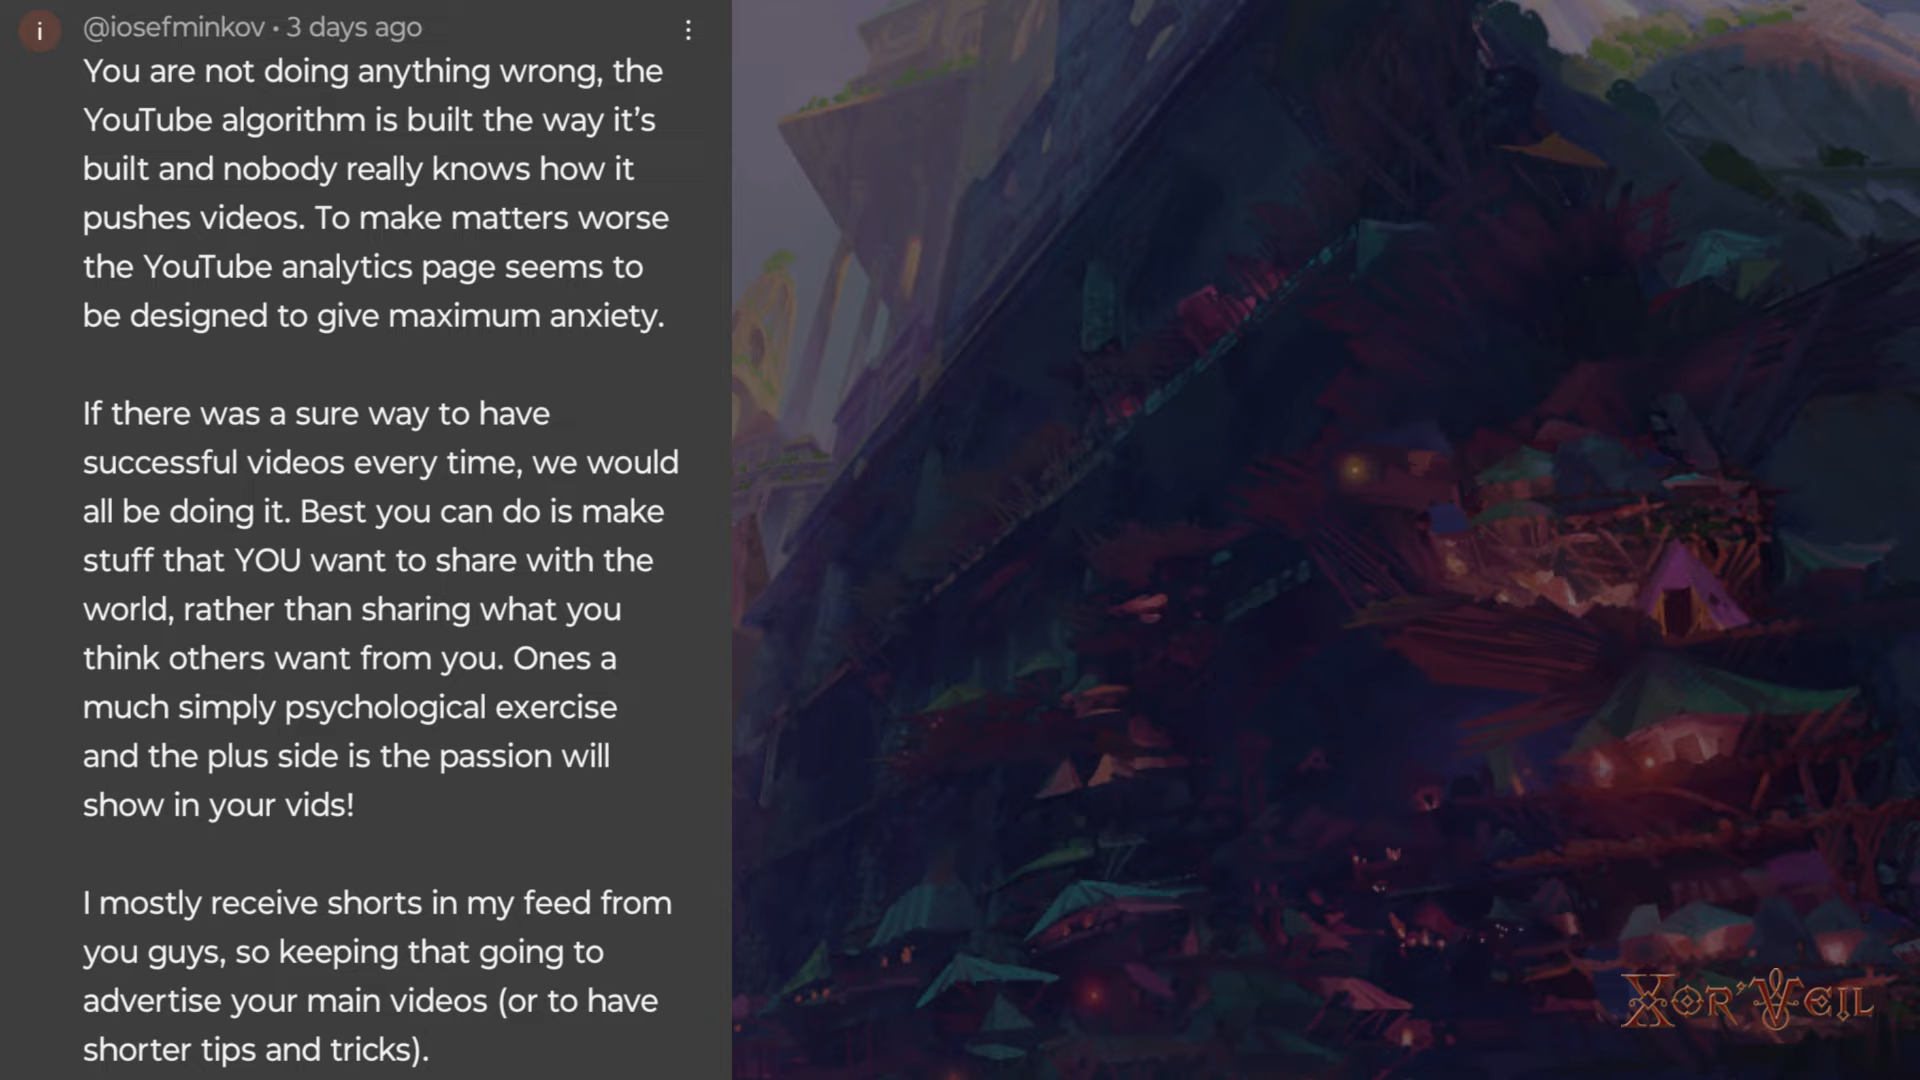 i
@iosefminkov • 3 days ago
You are not doing anything wrong, the
YouTube algorithm is built the way it’s
built and nobody really knows how it
pushes videos. To make matters worse
the YouTube analytics page seems to
be designed to give maximum anxiety.
If there was a sure way to have
successful videos every time, we would
all be doing it. Best you can do is make
stuff that YOU want to share with the
world, rather than sharing what you
think others want from you. Ones a
much simply psychological exercise
and the plus side is the passion will
show in your vids!
I mostly receive shorts in my feed from
you guys, so keeping that going to
advertise your main videos (or to have
shorter tips and tricks).
Xor'Veil